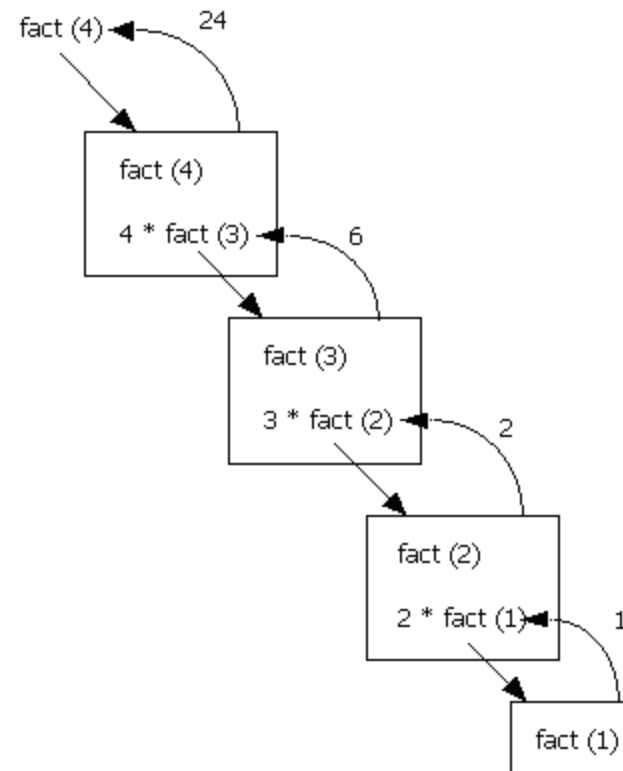 24
fact (4)
fact (4)
4 * fact (3)
6
fact (3)
3 * fact (2)
2
fact (2)
2 * fact (1)
1
fact (1)